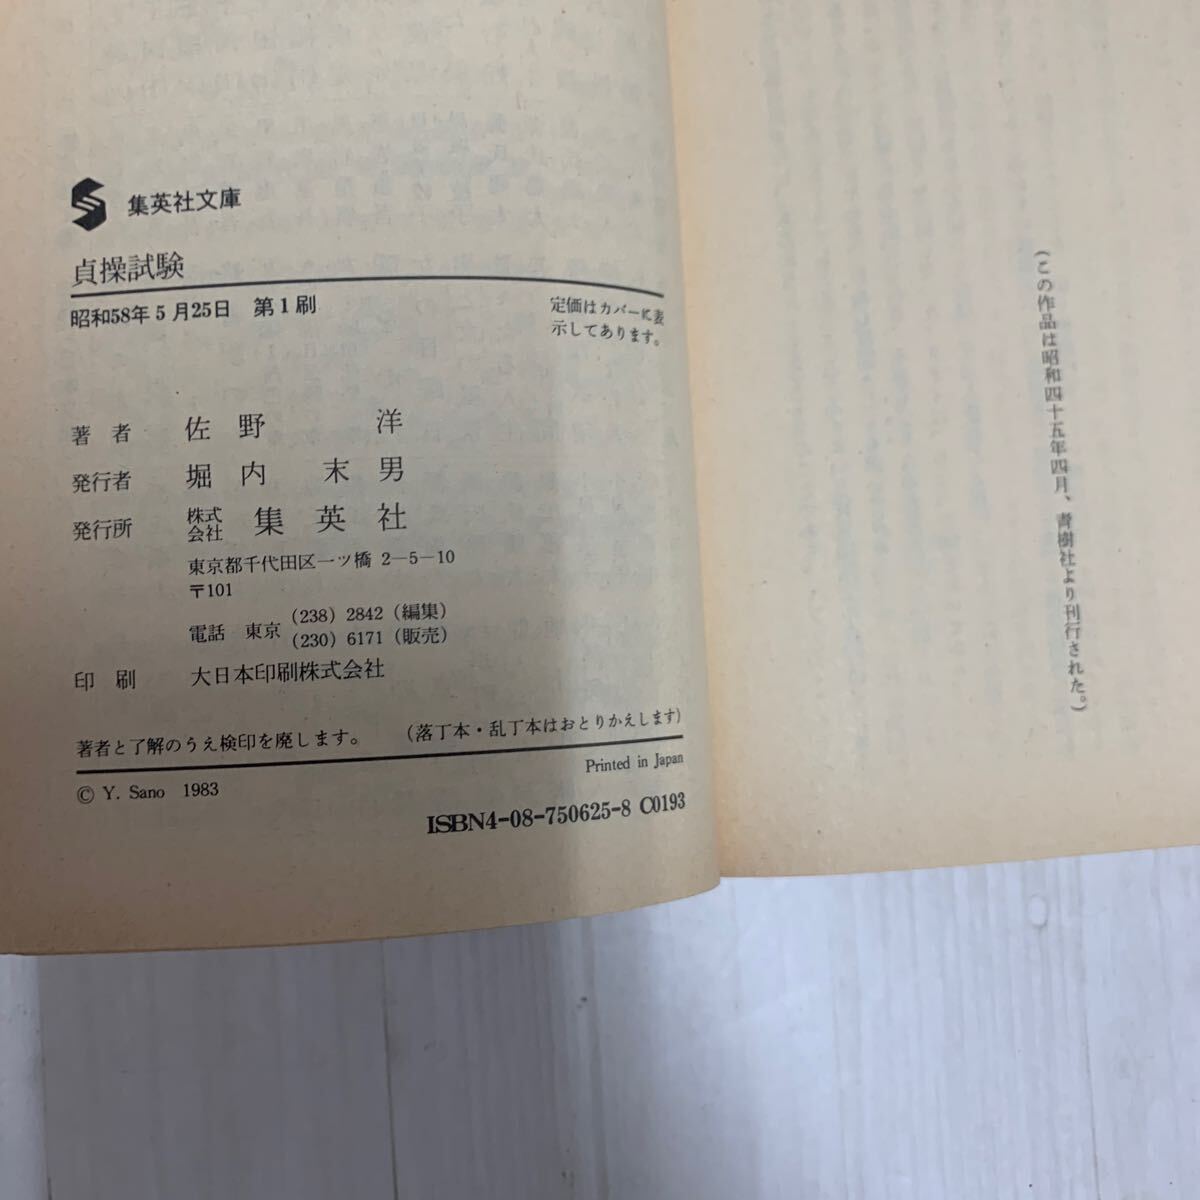 集英社文庫
貞操試験
昭和58年5月25日 第1刷
定価はカバーに表
示してあります。
著者 佐野 洋
発行者 堀内末男
発行所 株式会社 集英社
東京都千代田区一ツ橋 2-5-10
〒101
電話 東京 (238) 2842 (編集)
(230) 6171 (販売)
印刷 大日本印刷株式会社
著者と了解のうえ検印を廃します。 (落丁本・乱丁本はおとりかえします)
© Y. Sano 1983
Printed in Japan
ISBN4-08-750625-8 C0193
(この作品は昭和四十五年四月、青樹社より刊行された。)